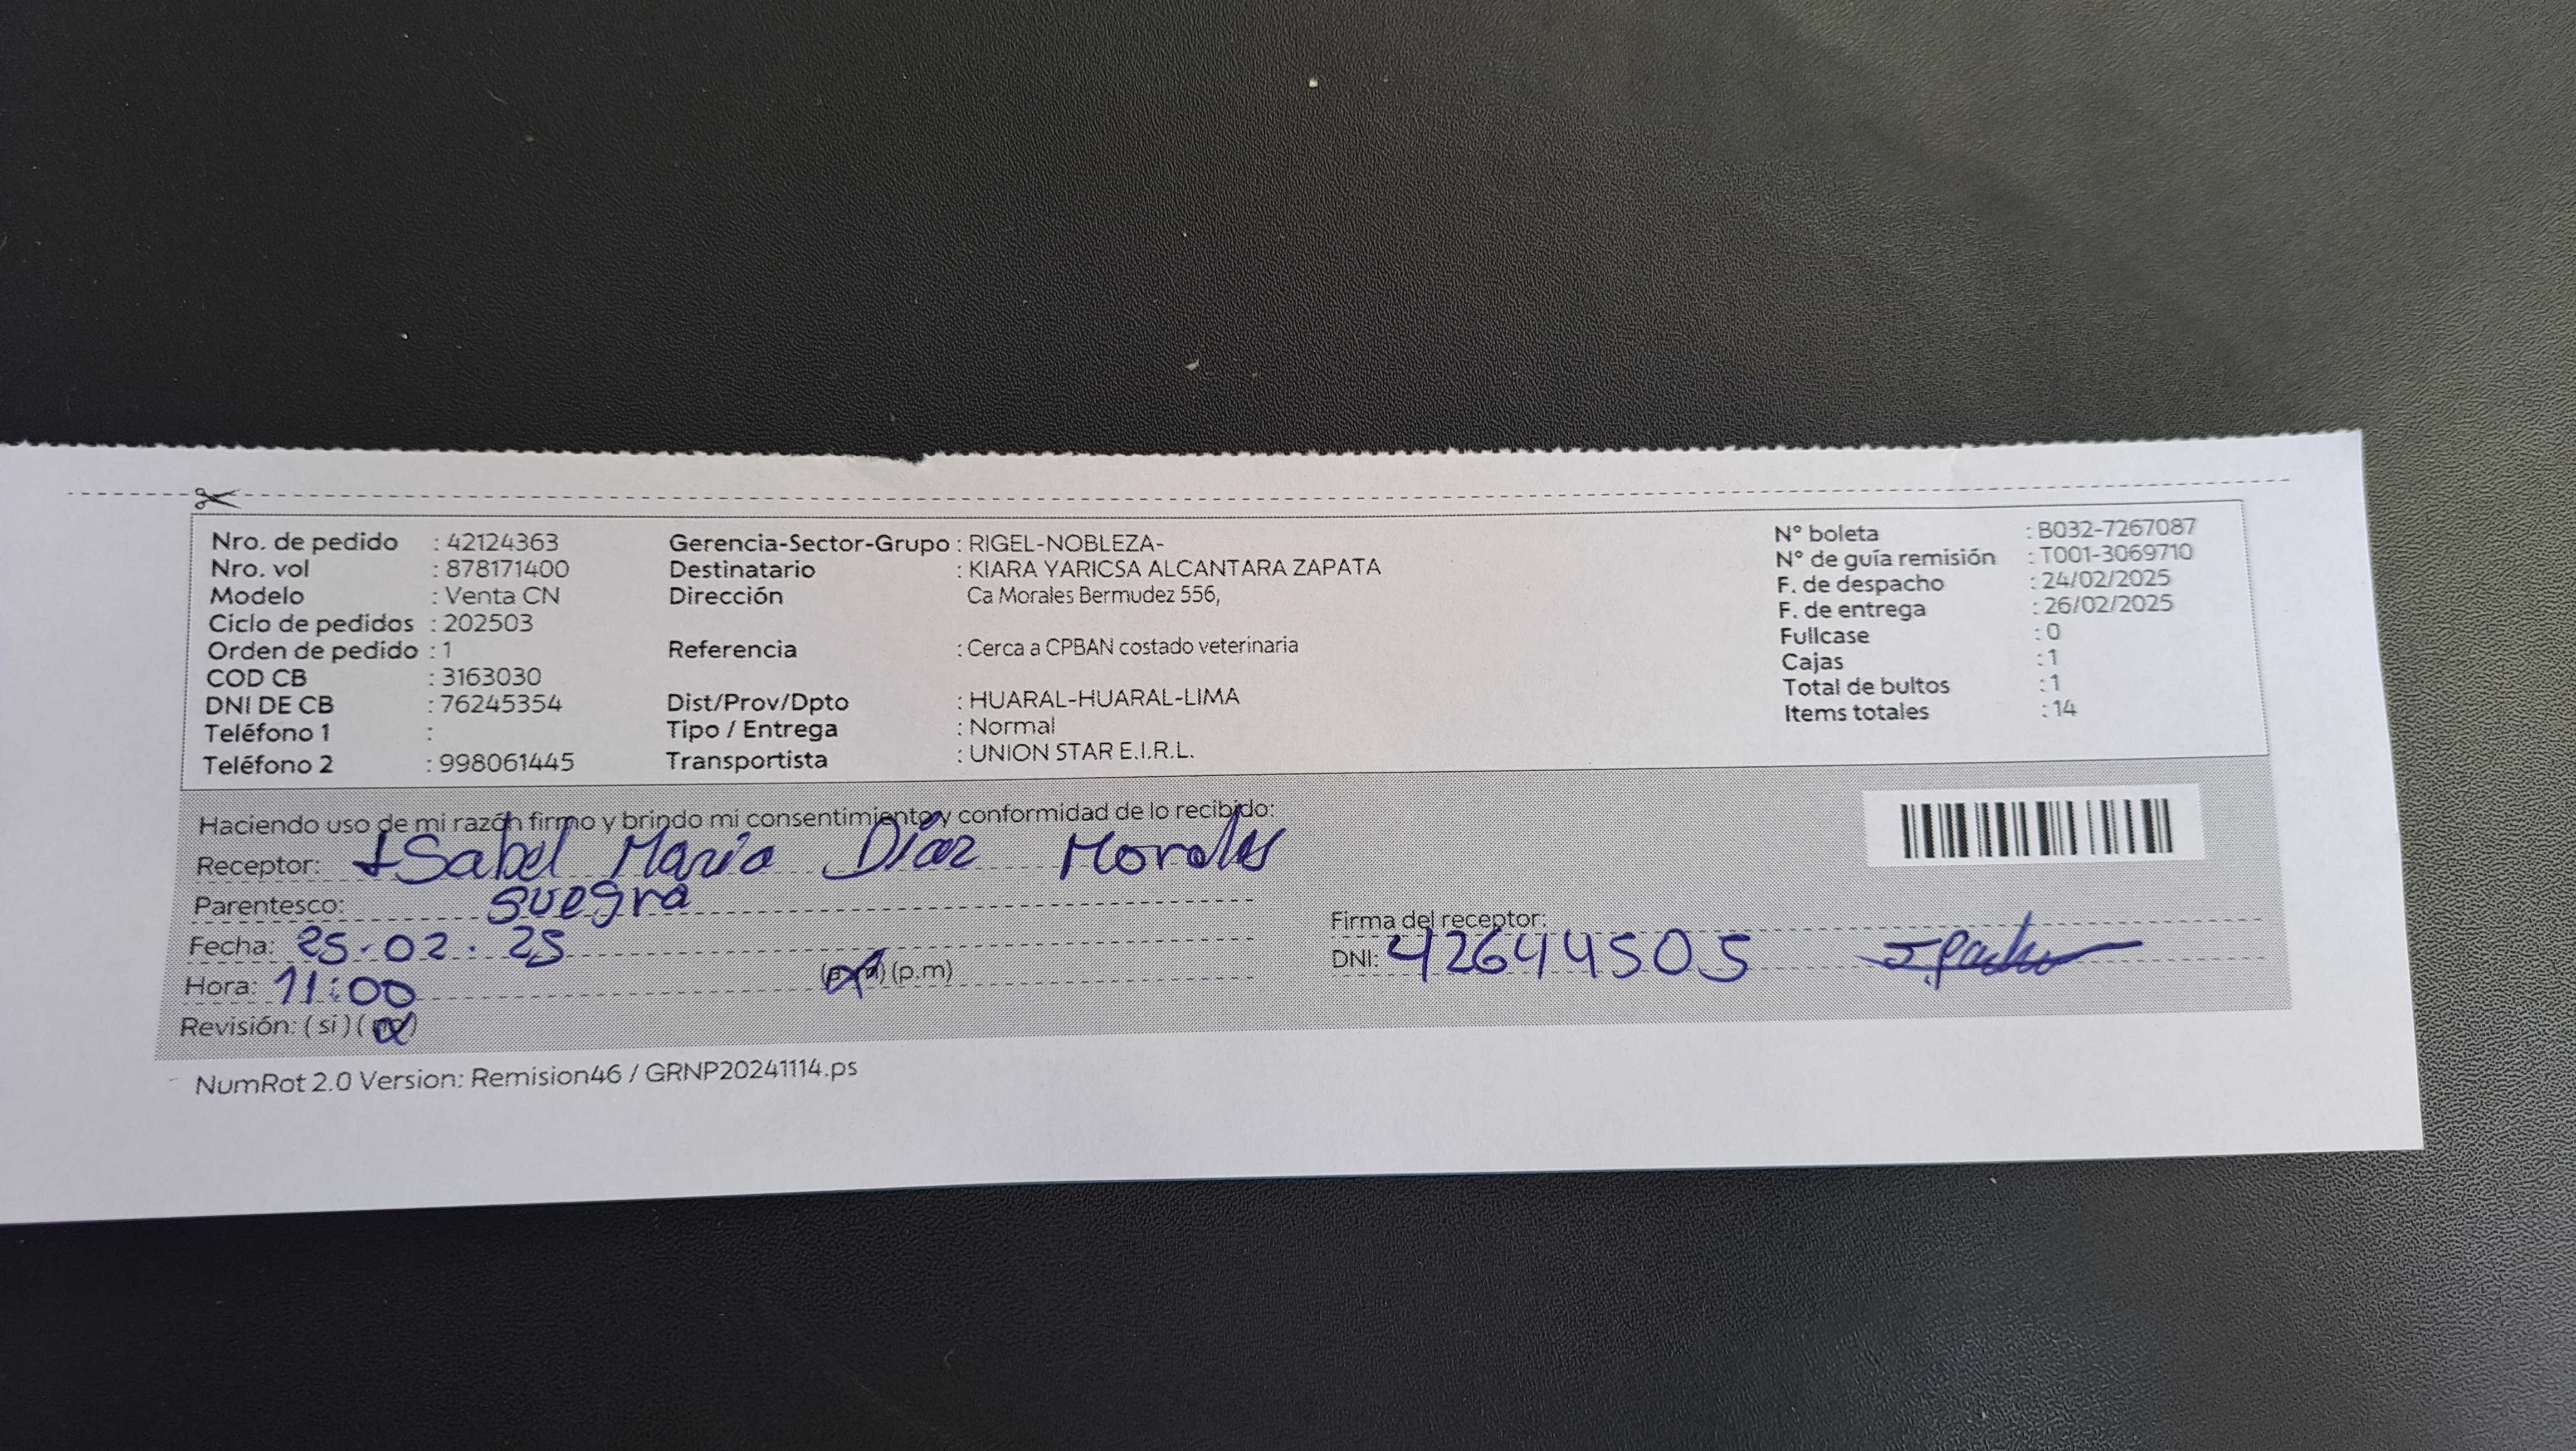 Nro. de pedido : 42124363
Nro. vol : 878171400
Modelo : Venta CN
Ciclo de pedidos : 202503
Orden de pedido : 1
COD CB : 3163030
DNI DE CB : 76245354
Teléfono 1 :
Teléfono 2 : 998061445
Gerencia-Sector-Grupo : RIGEL-NOBLEZA-
Destinatario : KIARA YARICSA ALCANTARA ZAPATA
Dirección Ca Morales Bermudez 556,
Referencia : Cerca a CPBAN costado veterinaria
Dist/Prov/Dpto : HUARAL-HUARAL-LIMA
Tipo / Entrega : Normal
Transportista : UNION STAR E.I.R.L.
N° boleta : B032-7267087
N° de guía remisión : T001-3069710
F. de despacho : 24/02/2025
F. de entrega : 26/02/2025
Fullcase : 0
Cajas : 1
Total de bultos : 1
Items totales : 14
Haciendo uso de mi razón firmo y brindo mi consentimiento y conformidad de lo recibido:
Receptor: Isabel Maria Díaz Morales
Parentesco: suegra
Fecha: 25-02-25
Hora: 11:00 (a.m) (p.m)
Revisión: (si) (no)
Firma del receptor:
DNI: 42644505
NumRot 2.0 Version: Remision46 / GRNP20241114.ps